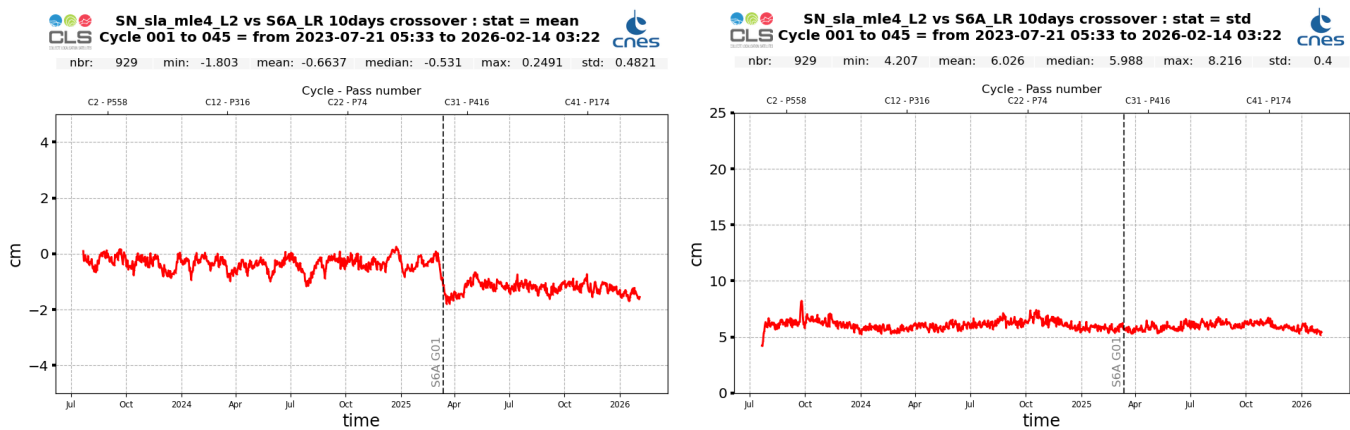 SN_sla_mle4_L2 vs S6A_LR 10days crossover : stat = mean
Cycle 001 to 045 = from 2023-07-21 05:33 to 2026-02-14 03:22
CLS
cnes
nbr: 929 min: -1.803 mean: -0.6637 median: -0.531 max: 0.2491 std: 0.4821
Cycle - Pass number
C2 - P558 C12 - P316 C22 - P74 C31 - P416 C41 - P174
4
2
0
−2
−4
cm
S6A G01
Jul Oct 2024 Apr Jul Oct 2025 Apr Jul Oct 2026
time
SN_sla_mle4_L2 vs S6A_LR 10days crossover : stat = std
Cycle 001 to 045 = from 2023-07-21 05:33 to 2026-02-14 03:22
CLS
cnes
nbr: 929 min: 4.207 mean: 6.026 median: 5.988 max: 8.216 std: 0.4
Cycle - Pass number
C2 - P558 C12 - P316 C22 - P74 C31 - P416 C41 - P174
25
20
15
10
5
0
cm
S6A G01
Jul Oct 2024 Apr Jul Oct 2025 Apr Jul Oct 2026
time